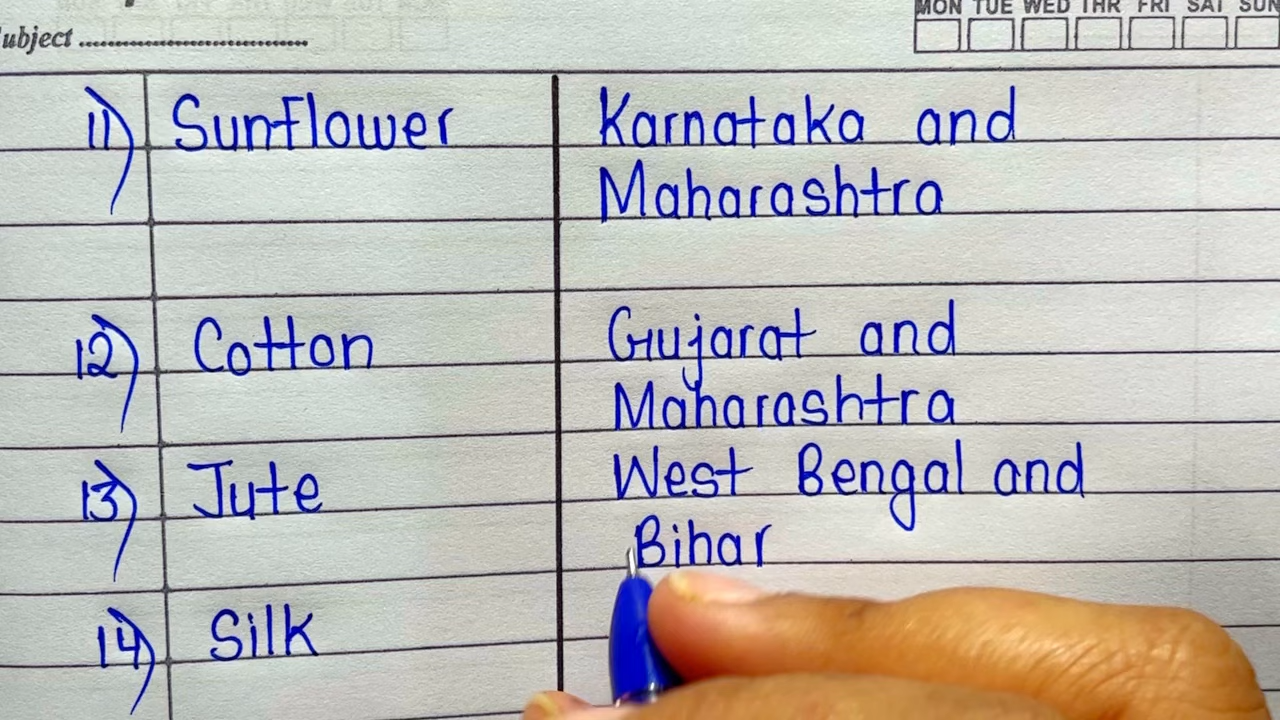 MON TUE WED THR FRI SAT SUN
ubject
11) Sunflower Karnataka and
Maharashtra
12) Cotton Gujarat and
Maharashtra
13) Jute West Bengal and
Bihar
14) Silk